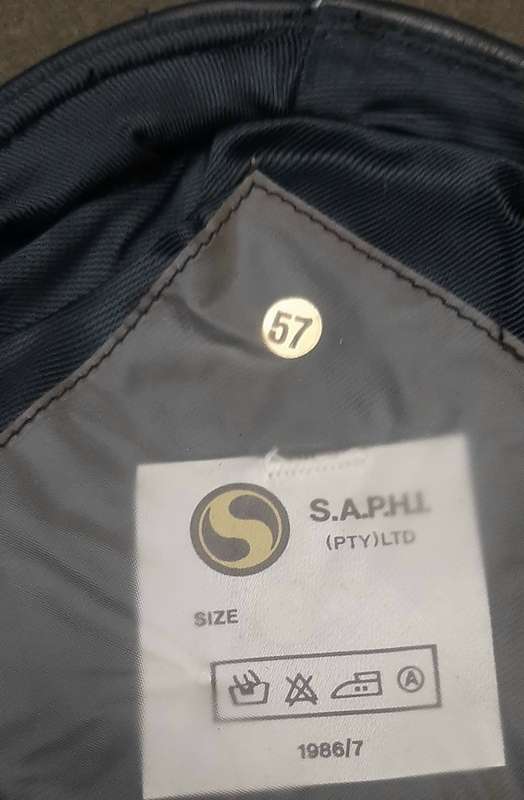 57
S.A.P.H.I.
(PTY)LTD
SIZE
A
1986/7